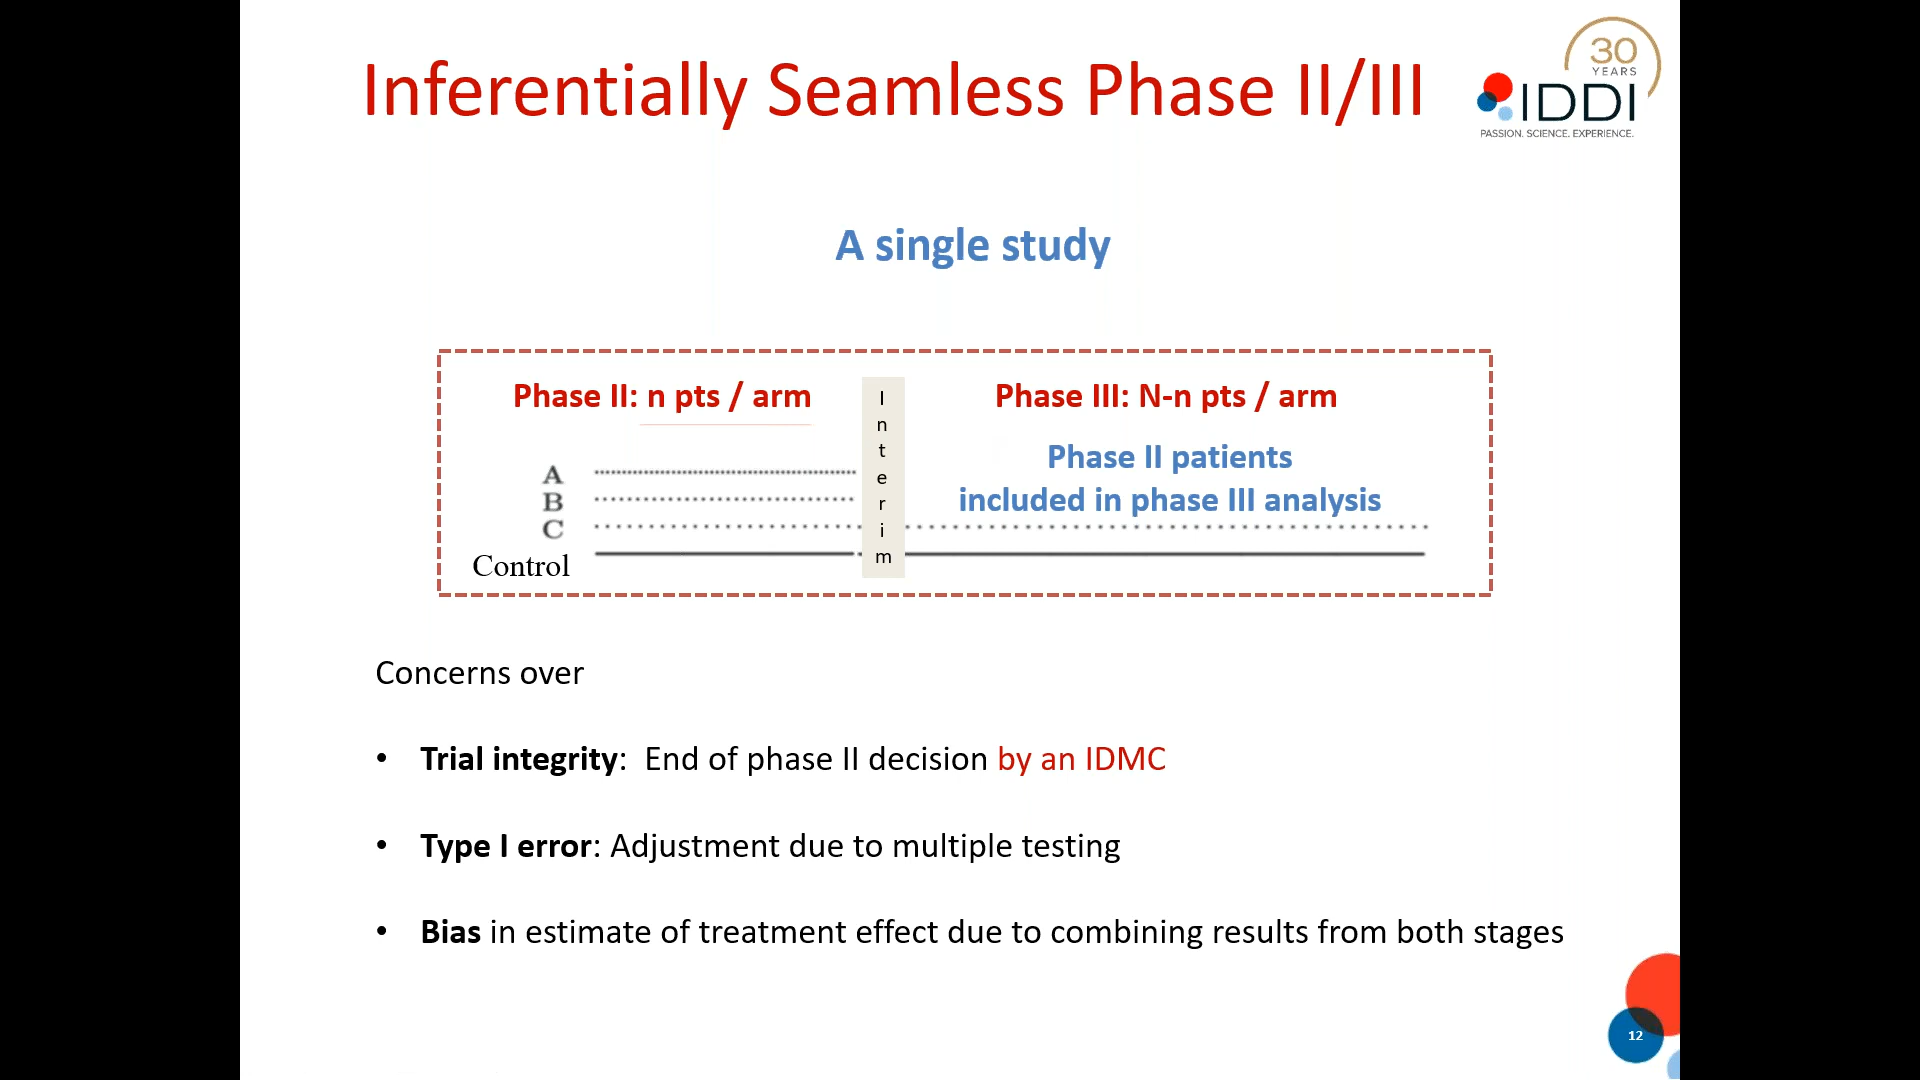 Inferentially Seamless Phase II/III
30
YEARS
IDDI
PASSION. SCIENCE. EXPERIENCE.
A single study
Phase II: n pts / arm
Interim
Phase III: N-n pts / arm
Phase II patients
included in phase III analysis
A
B
C
Control
Concerns over
• Trial integrity: End of phase II decision by an IDMC
• Type I error: Adjustment due to multiple testing
• Bias in estimate of treatment effect due to combining results from both stages
12